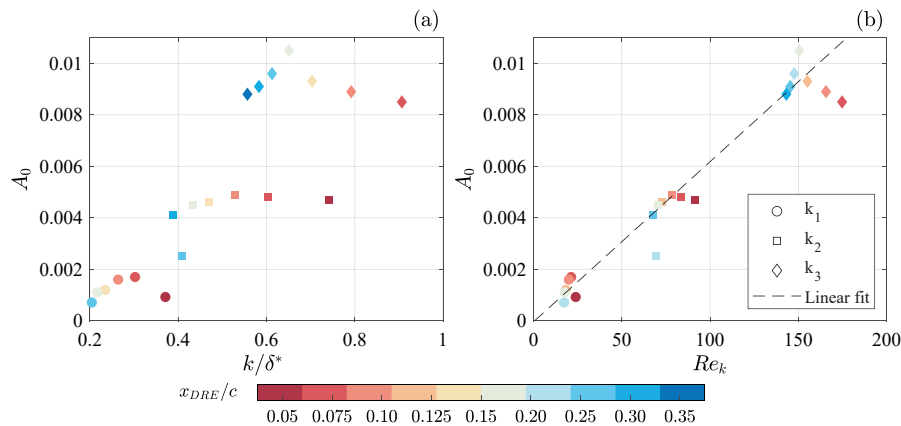 (a)
(b)
0.01
0.008
0.006
0.004
0.002
0
A₀
0.2
0.4
0.6
0.8
1
k/δ*
0.01
0.008
0.006
0.004
0.002
0
A₀
0
50
100
150
200
Re_k
k₁
k₂
k₃
Linear fit
x_DRE/c
0.05
0.075
0.10
0.125
0.15
0.20
0.25
0.30
0.35